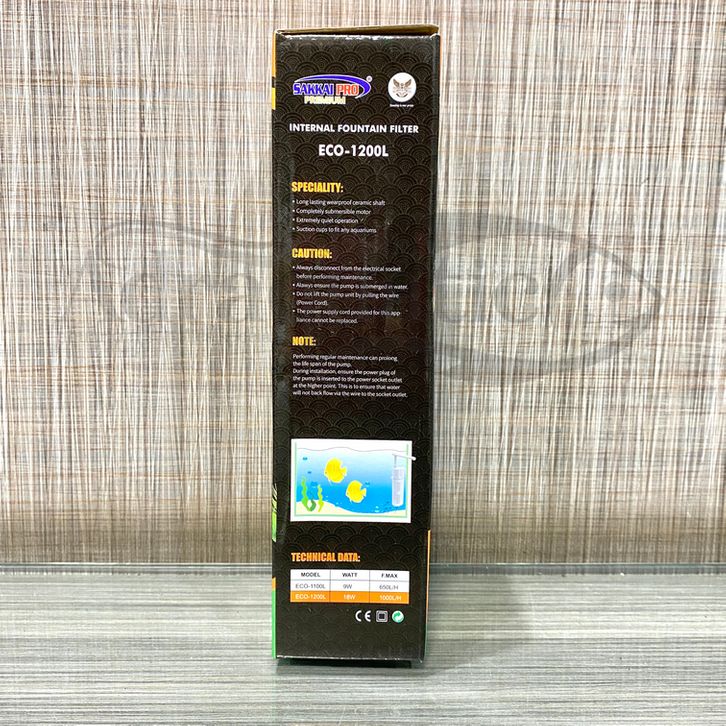 SAKKAI PRO ®
PREMIUM
INTERNAL FOUNTAIN FILTER
ECO-1200L
SPECIALITY:
• Long lasting wearproof ceramic shaft
• Completely submersible motor
• Extremely quiet operation
• Suction cups to fit any aquariums
CAUTION:
• Always disconnect from the electrical socket
before performing maintenance.
• Always ensure the pump is submerged in water.
• Do not lift the pump unit by pulling the wire
(Power Cord).
• The power supply cord provided for this app-
liance cannot be replaced.
NOTE:
Performing regular maintenance can prolong
the life span of the pump.
During installation, ensure the power plug of
the pump is inserted to the power socket outlet
at the higher point. This is to ensure that water
will not back flow via the wire to the socket outlet.
TECHNICAL DATA:
MODEL WATT F.MAX
ECO-1100L 9W 650L/H
ECO-1200L 18W 1000L/H
CE